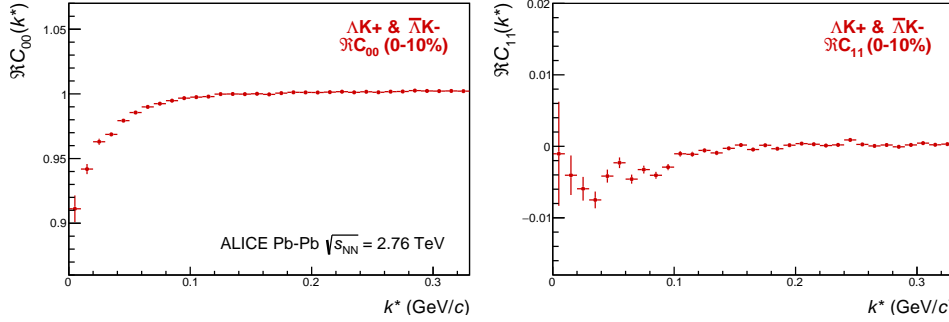 ℜC₀₀(k*)
1.05
1
0.95
0.9
ΛK+ & Λ̅K-
ℜC₀₀ (0-10%)
ALICE Pb-Pb √s_NN = 2.76 TeV
0 0.1 0.2 0.3
k* (GeV/c)
ℜC₁₁(k*)
0.02
0.01
0
−0.01
ΛK+ & Λ̅K-
ℜC₁₁ (0-10%)
0 0.1 0.2 0.3
k* (GeV/c)